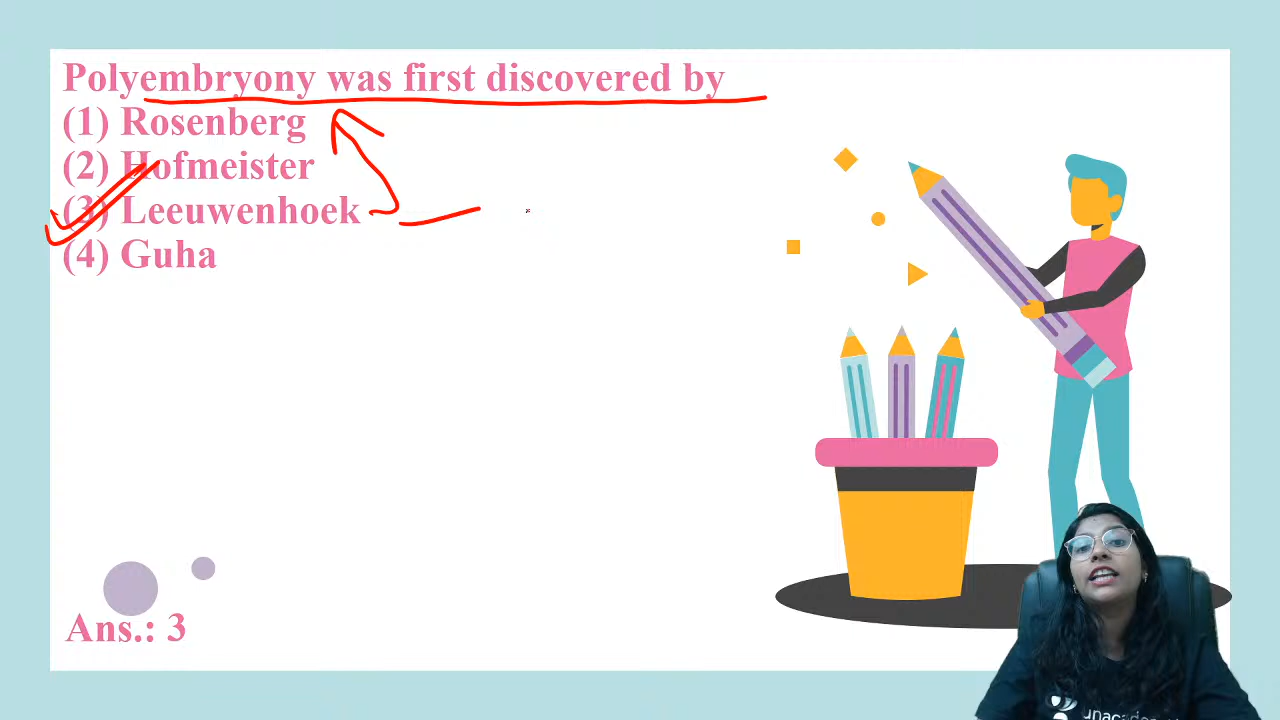 Polyembryony was first discovered by
(1) Rosenberg
(2) Hofmeister
(3) Leeuwenhoek
(4) Guha
Ans.: 3